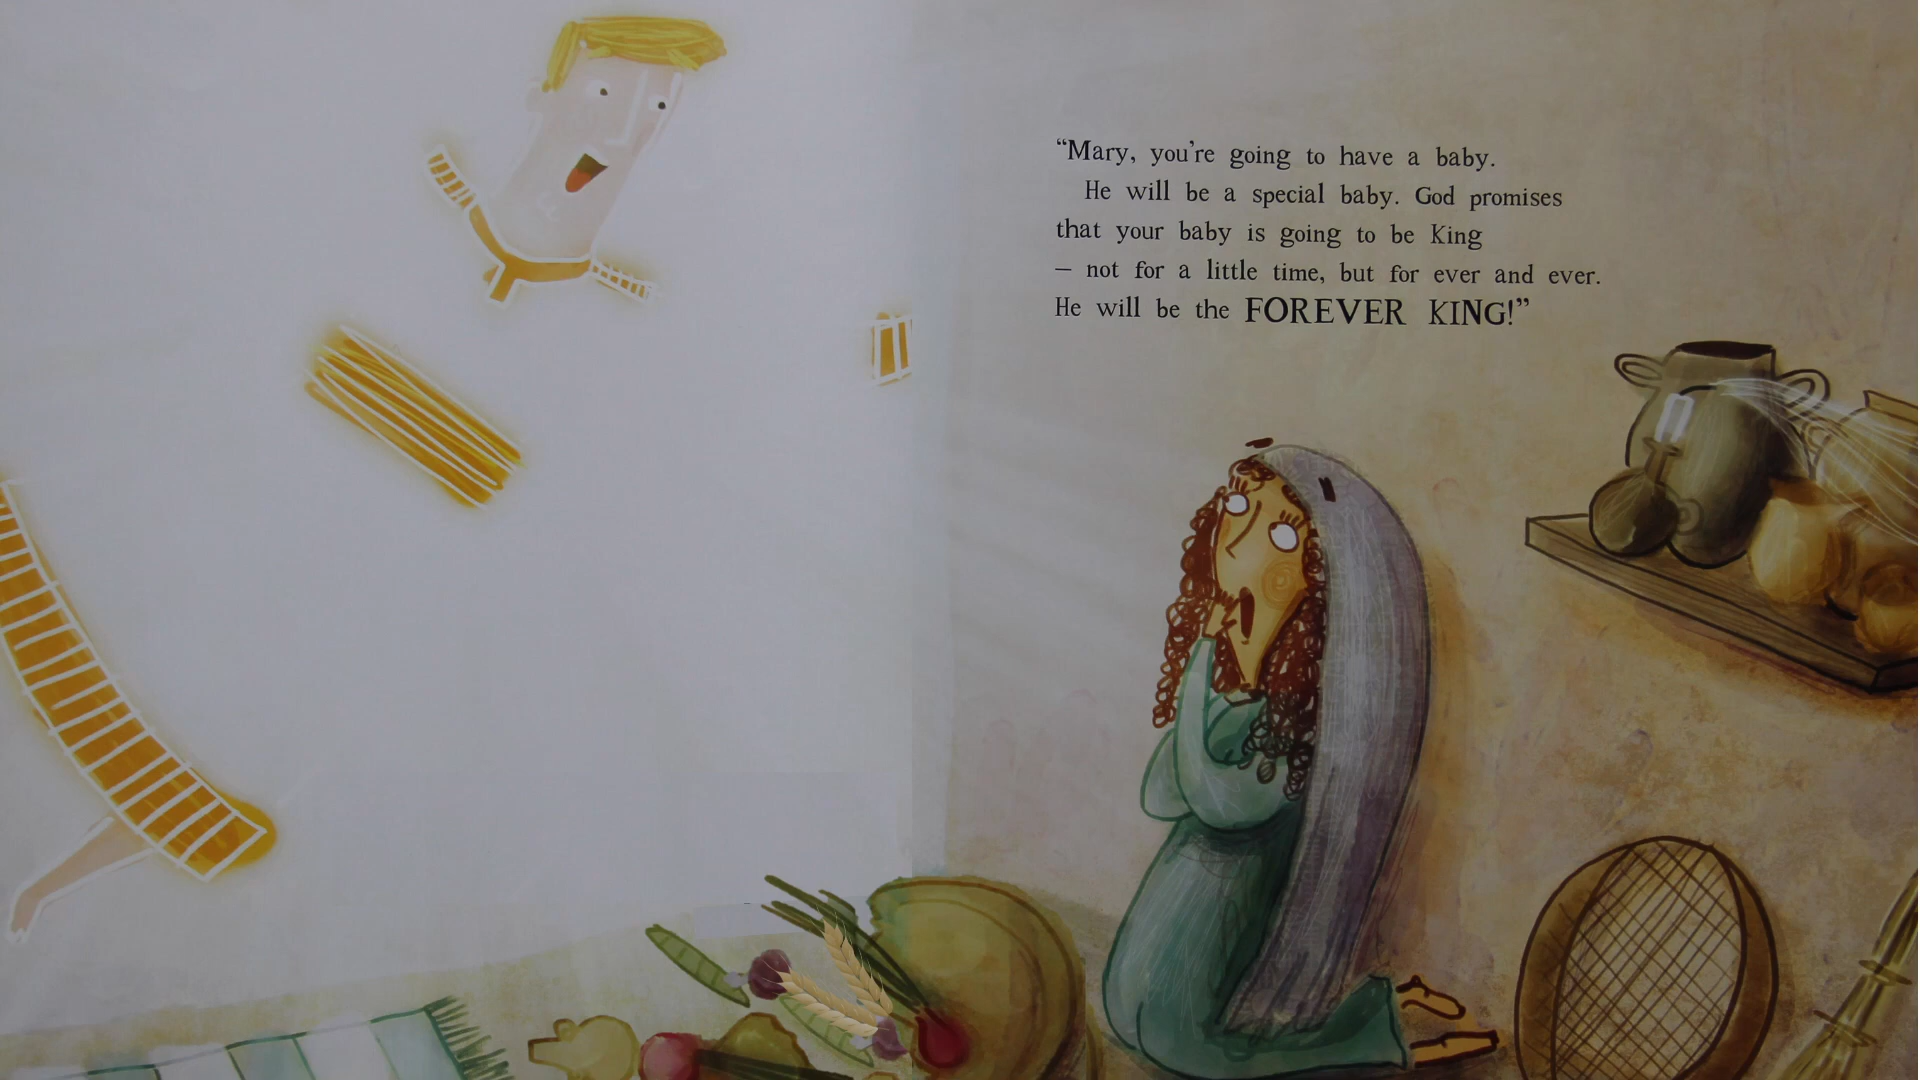 “Mary, you’re going to have a baby.
He will be a special baby. God promises
that your baby is going to be King
– not for a little time, but for ever and ever.
He will be the FOREVER KING!”